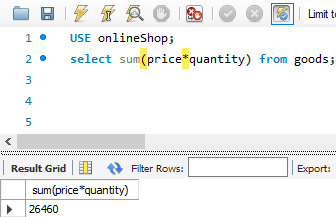 Limit to
1 USE onlineShop;
2 select sum(price*quantity) from goods;
3
4
5
Result Grid Filter Rows: Export:
sum(price*quantity)
26460